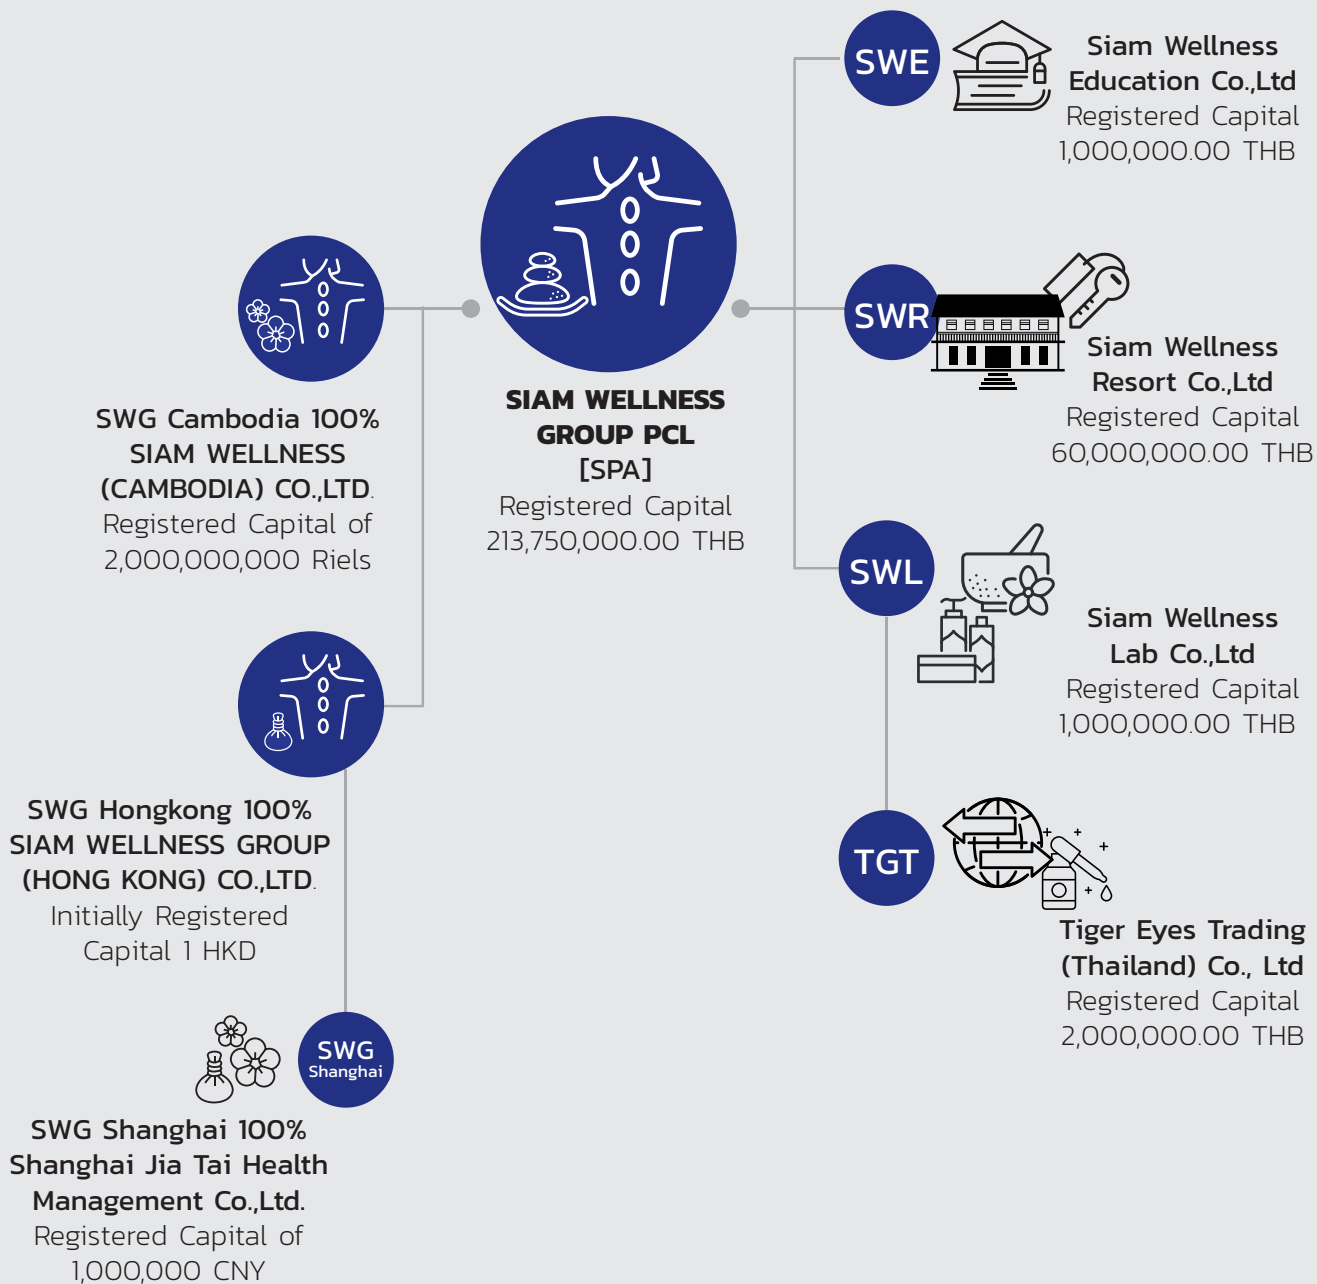 SWE
Siam Wellness
Education Co.,Ltd
Registered Capital
1,000,000.00 THB
SWR
Siam Wellness
Resort Co.,Ltd
Registered Capital
60,000,000.00 THB
SIAM WELLNESS
GROUP PCL
[SPA]
Registered Capital
213,750,000.00 THB
SWG Cambodia 100%
SIAM WELLNESS
(CAMBODIA) CO.,LTD.
Registered Capital of
2,000,000,000 Riels
SWL
Siam Wellness
Lab Co.,Ltd
Registered Capital
1,000,000.00 THB
SWG Hongkong 100%
SIAM WELLNESS GROUP
(HONG KONG) CO.,LTD.
Initially Registered
Capital 1 HKD
TGT
Tiger Eyes Trading
(Thailand) Co., Ltd
Registered Capital
2,000,000.00 THB
SWG
Shanghai
SWG Shanghai 100%
Shanghai Jia Tai Health
Management Co.,Ltd.
Registered Capital of
1,000,000 CNY